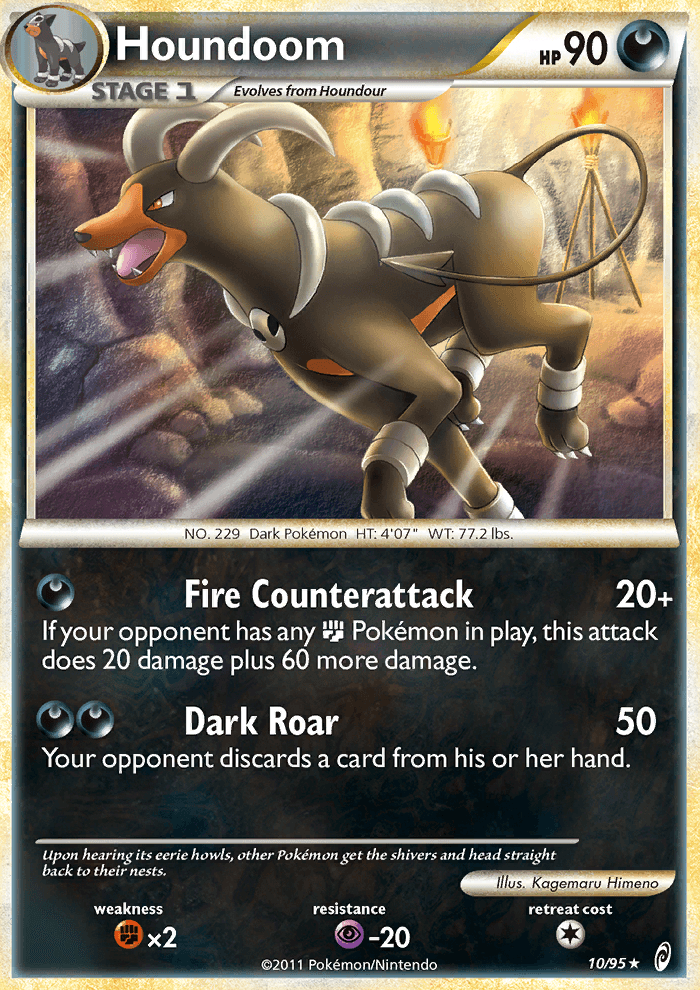 Houndoom
HP 90
STAGE 1
Evolves from Houndour
NO. 229 Dark Pokémon HT: 4'07" WT: 77.2 lbs.
Fire Counterattack 20+
If your opponent has any Pokémon in play, this attack
does 20 damage plus 60 more damage.
Dark Roar 50
Your opponent discards a card from his or her hand.
Upon hearing its eerie howls, other Pokémon get the shivers and head straight
back to their nests.
Illus. Kagemaru Himeno
weakness resistance retreat cost
×2 -20
©2011 Pokémon/Nintendo 10/95 ★